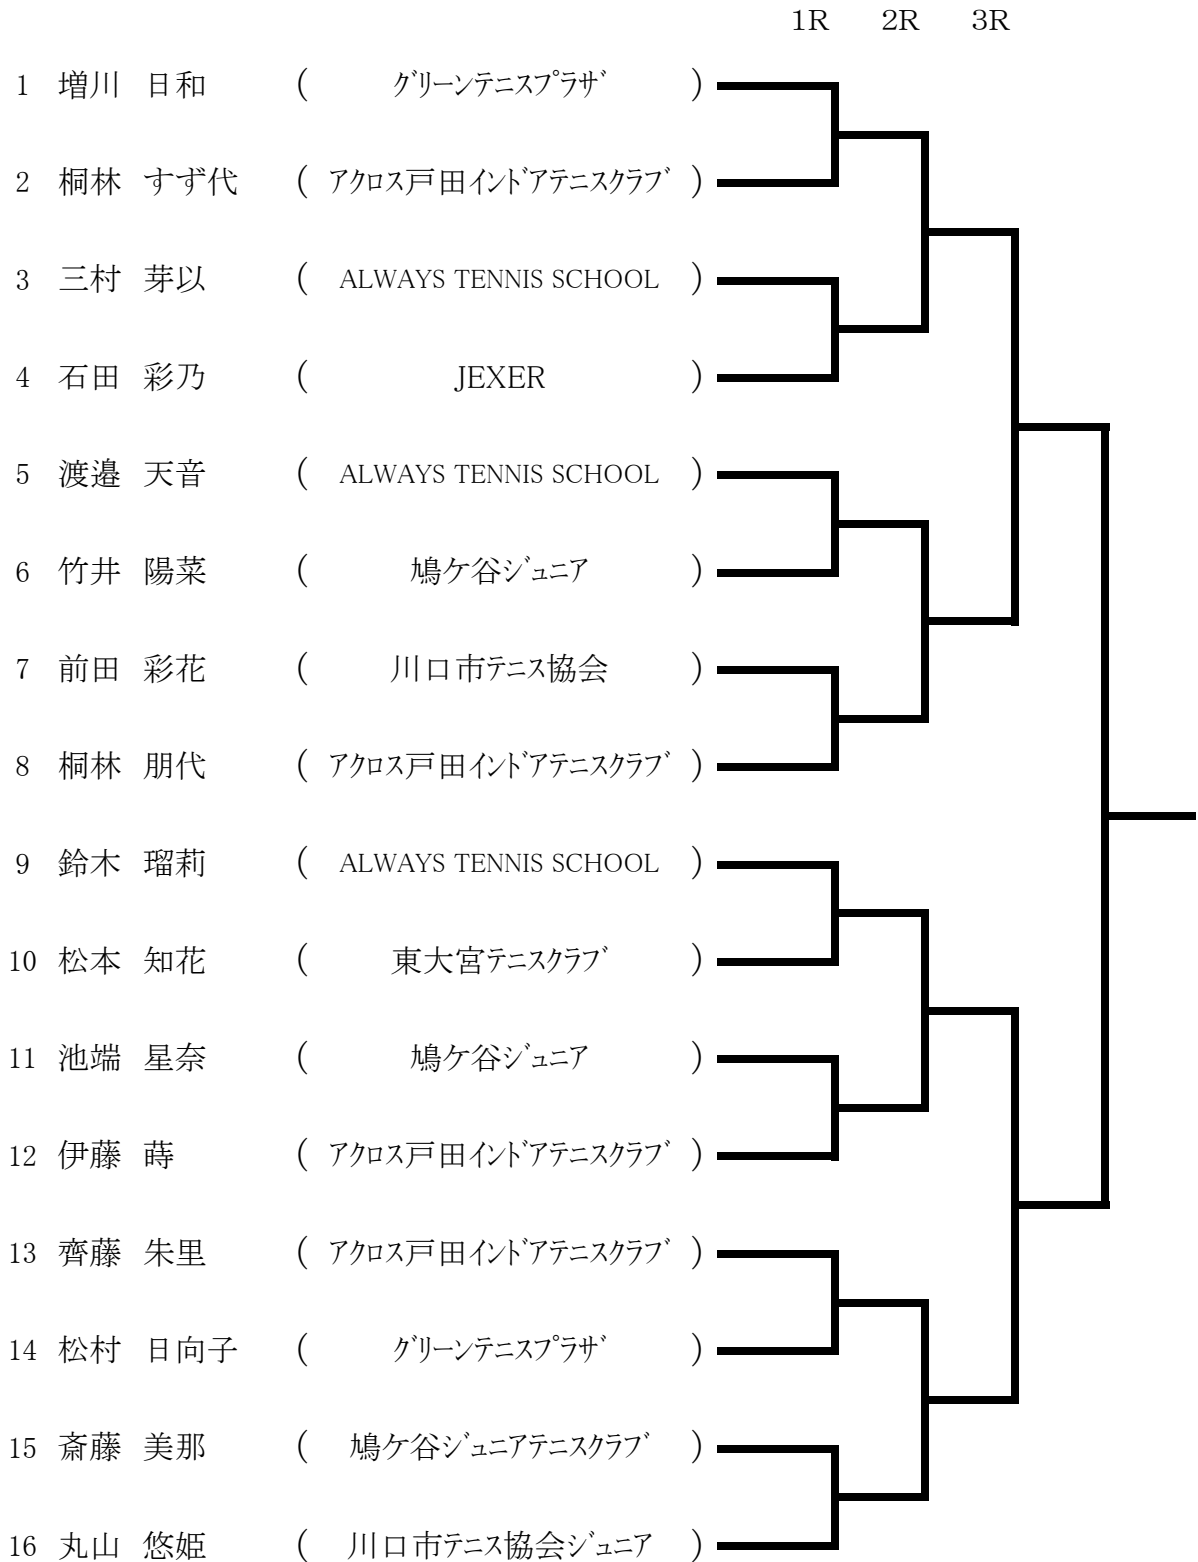 1R 2R 3R
1 増川 日和 ( グリーンテニスプラザ )
2 桐林 すず代 ( アクロス戸田インドアテニスクラブ )
3 三村 芽以 ( ALWAYS TENNIS SCHOOL )
4 石田 彩乃 ( JEXER )
5 渡邉 天音 ( ALWAYS TENNIS SCHOOL )
6 竹井 陽菜 ( 鳩ケ谷ジュニア )
7 前田 彩花 ( 川口市テニス協会 )
8 桐林 朋代 ( アクロス戸田インドアテニスクラブ )
9 鈴木 瑠莉 ( ALWAYS TENNIS SCHOOL )
10 松本 知花 ( 東大宮テニスクラブ )
11 池端 星奈 ( 鳩ケ谷ジュニア )
12 伊藤 蒔 ( アクロス戸田インドアテニスクラブ )
13 齊藤 朱里 ( アクロス戸田インドアテニスクラブ )
14 松村 日向子 ( グリーンテニスプラザ )
15 斎藤 美那 ( 鳩ケ谷ジュニアテニスクラブ )
16 丸山 悠姫 ( 川口市テニス協会ジュニア )